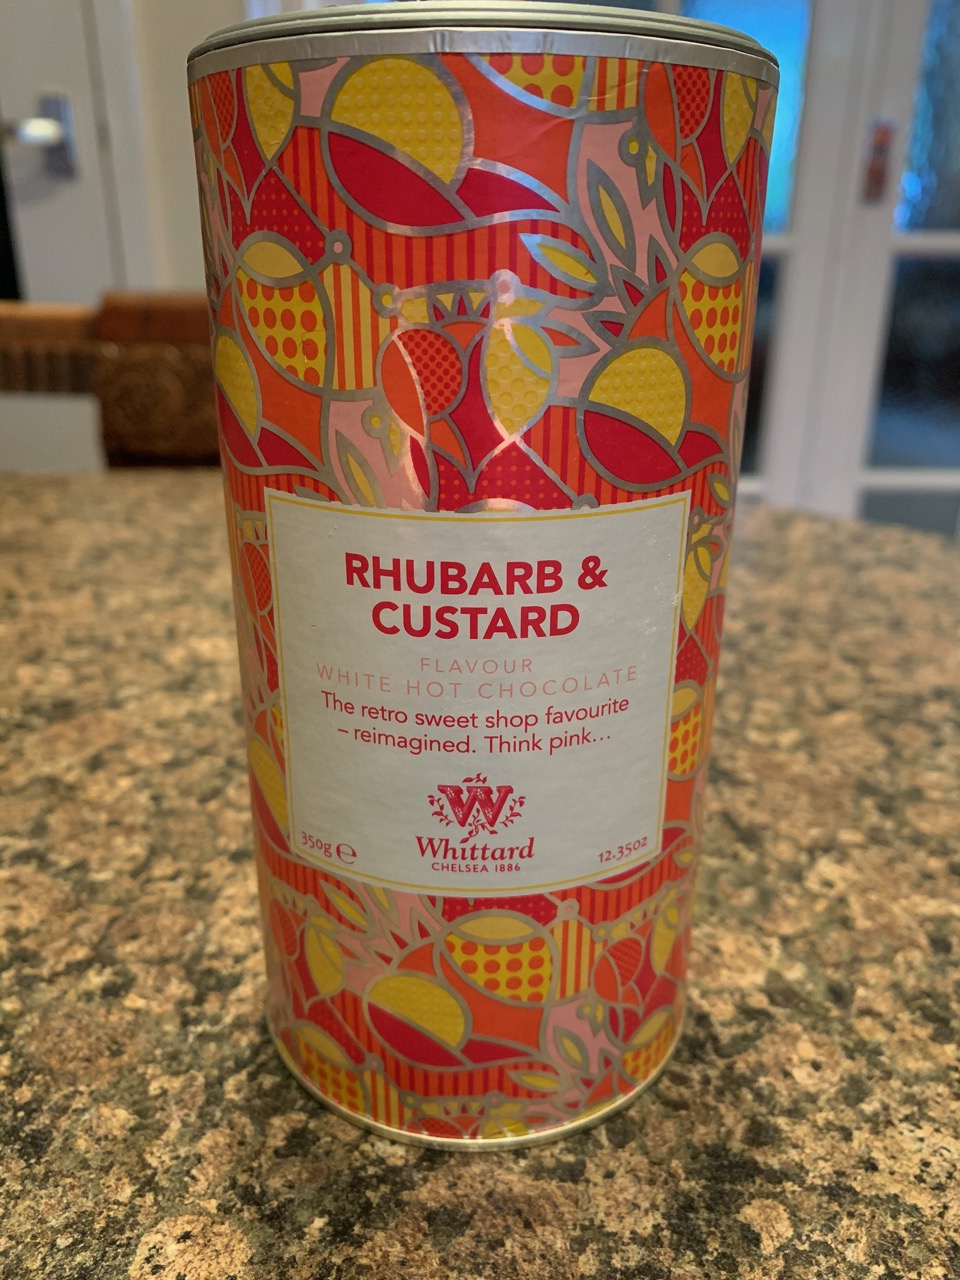 RHUBARB &
CUSTARD
FLAVOUR
WHITE HOT CHOCOLATE
The retro sweet shop favourite
– reimagined. Think pink...
W
Whittard
CHELSEA 1886
350g ℮
12.35oz